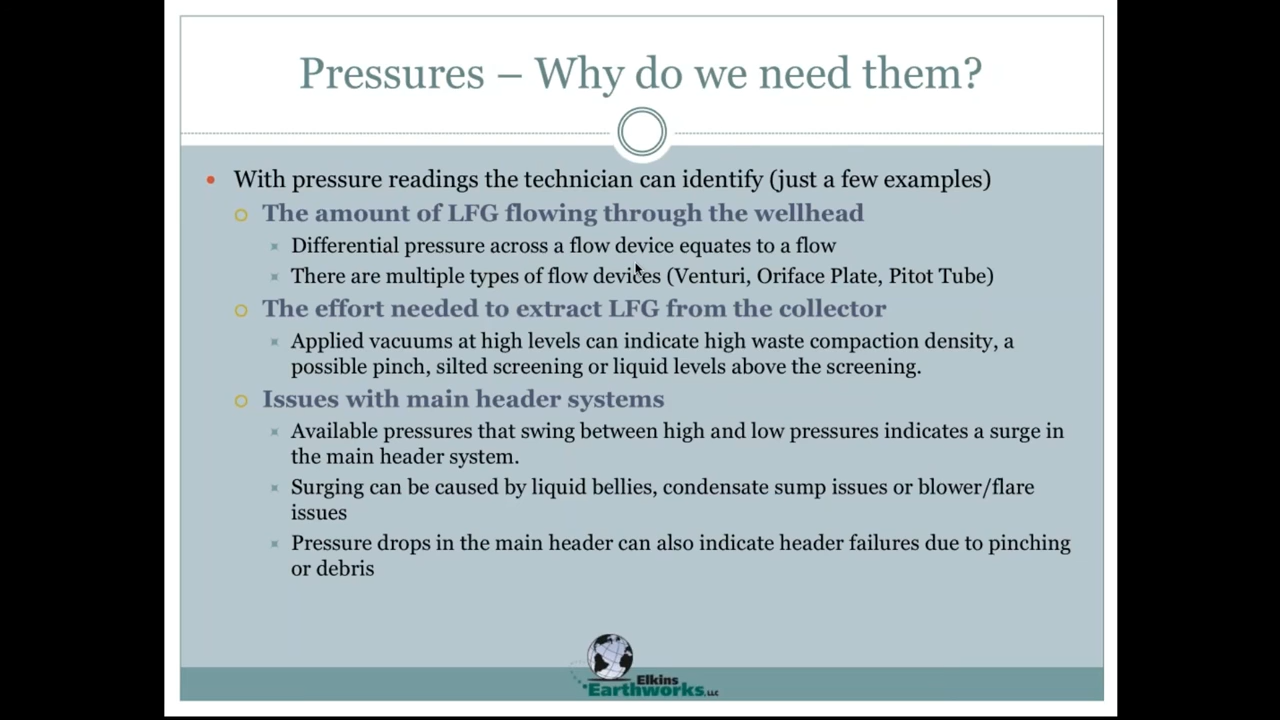 Pressures – Why do we need them?
With pressure readings the technician can identify (just a few examples)
The amount of LFG flowing through the wellhead
Differential pressure across a flow device equates to a flow
There are multiple types of flow devices (Venturi, Oriface Plate, Pitot Tube)
The effort needed to extract LFG from the collector
Applied vacuums at high levels can indicate high waste compaction density, a
possible pinch, silted screening or liquid levels above the screening.
Issues with main header systems
Available pressures that swing between high and low pressures indicates a surge in
the main header system.
Surging can be caused by liquid bellies, condensate sump issues or blower/flare
issues
Pressure drops in the main header can also indicate header failures due to pinching
or debris
Elkins
Earthworks, LLC